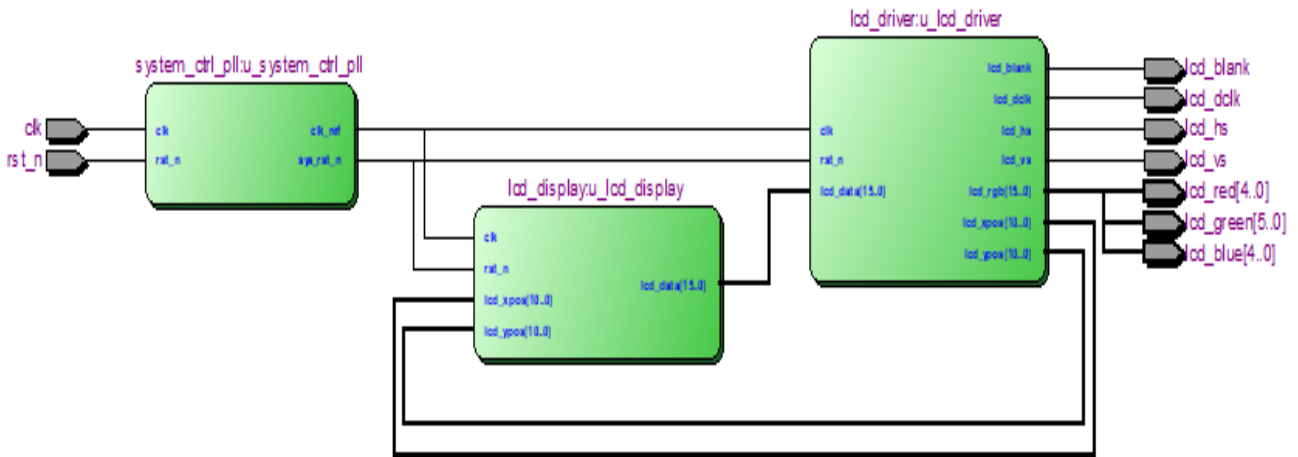 lcd_driver:u_lcd_driver
system_ctrl_pll:u_system_ctrl_pll
clk
rst_n
clk
rst_n
clk_ref
sys_rst_n
lcd_display:u_lcd_display
clk
rst_n
lcd_xpos[10..0]
lcd_ypos[10..0]
lcd_data[15..0]
clk
rst_n
lcd_data[15..0]
lcd_blank
lcd_dclk
lcd_hs
lcd_vs
lcd_rgb[15..0]
lcd_xpos[10..0]
lcd_ypos[10..0]
lcd_blank
lcd_dclk
lcd_hs
lcd_vs
lcd_red[4..0]
lcd_green[5..0]
lcd_blue[4..0]